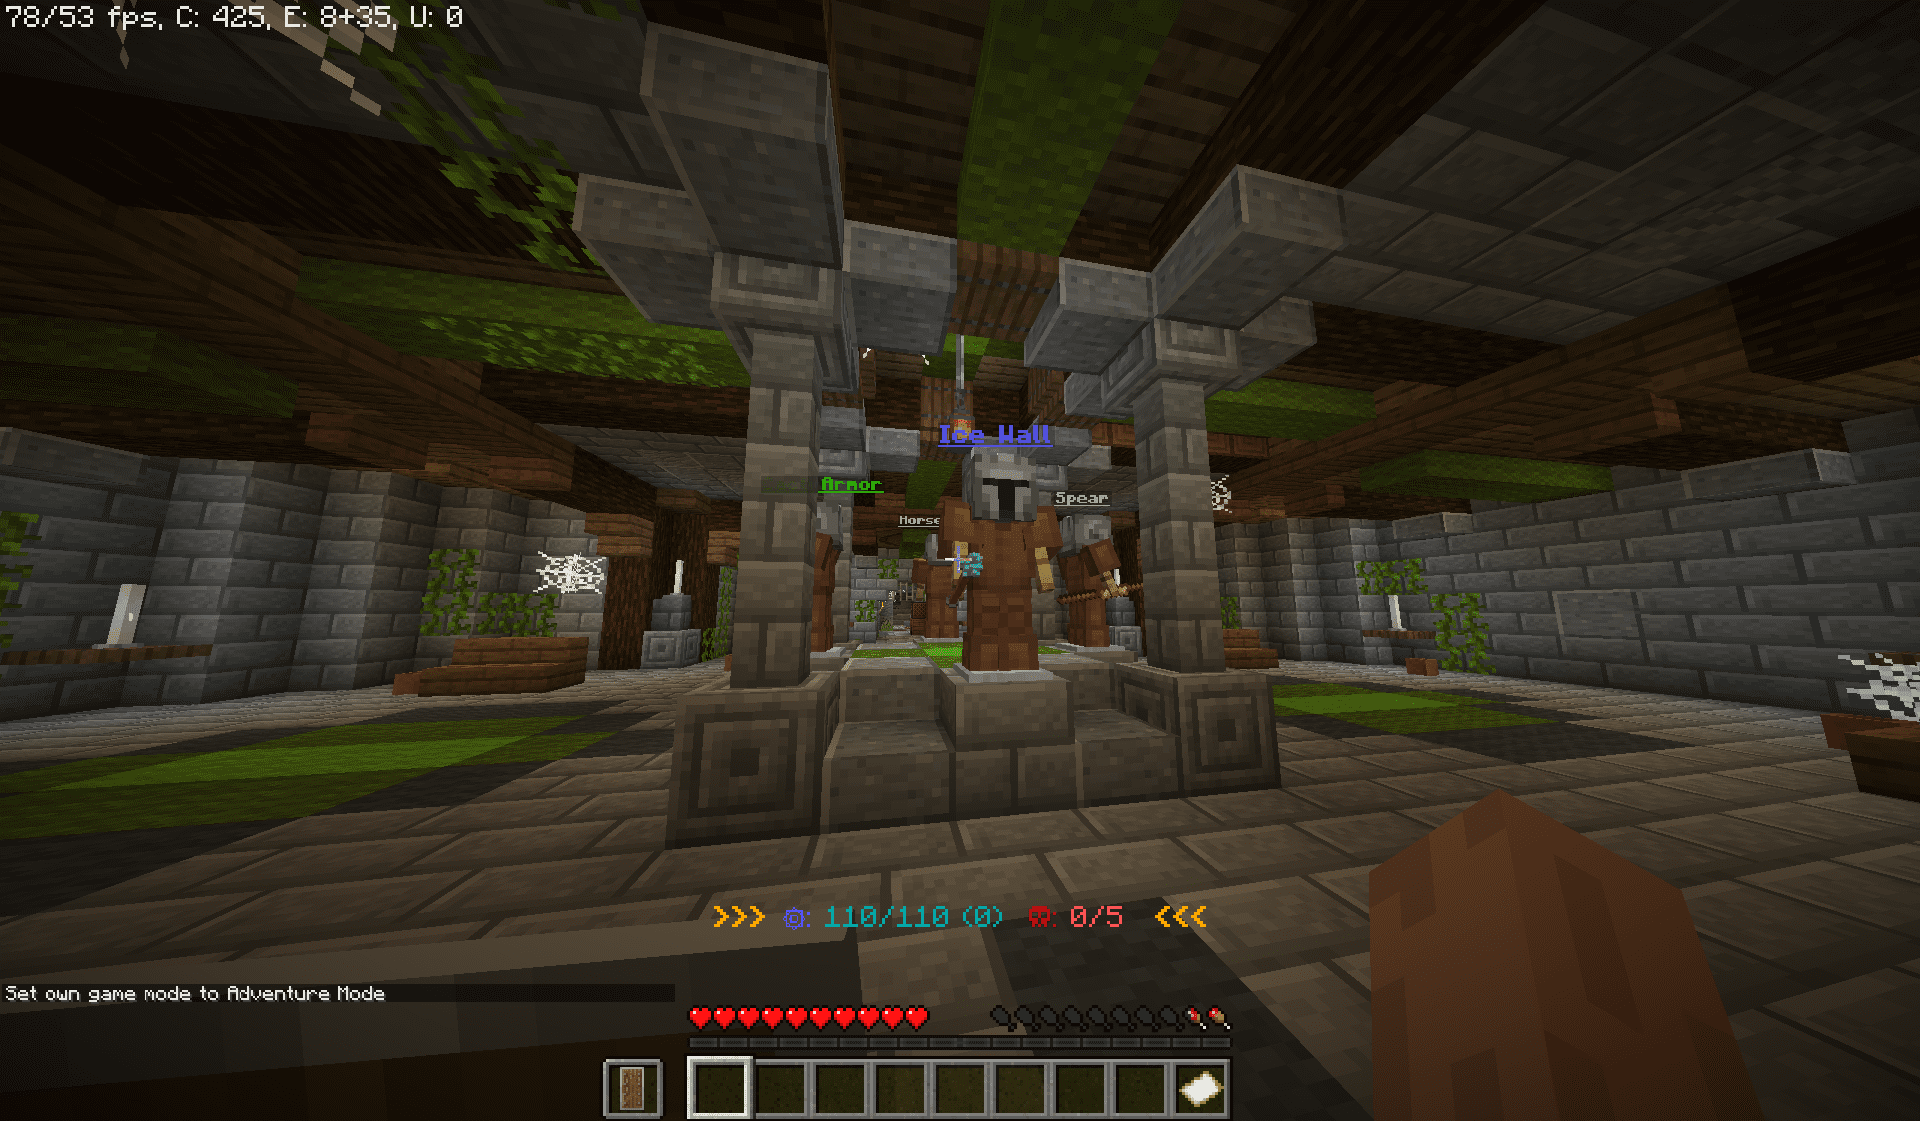 78/53 fps, C: 425, E: 8+35, U: 0
Ice Wall
Armor
Spear
Horse
>>> : 110/110 (0) : 0/5 <<<
Set own game mode to Adventure Mode